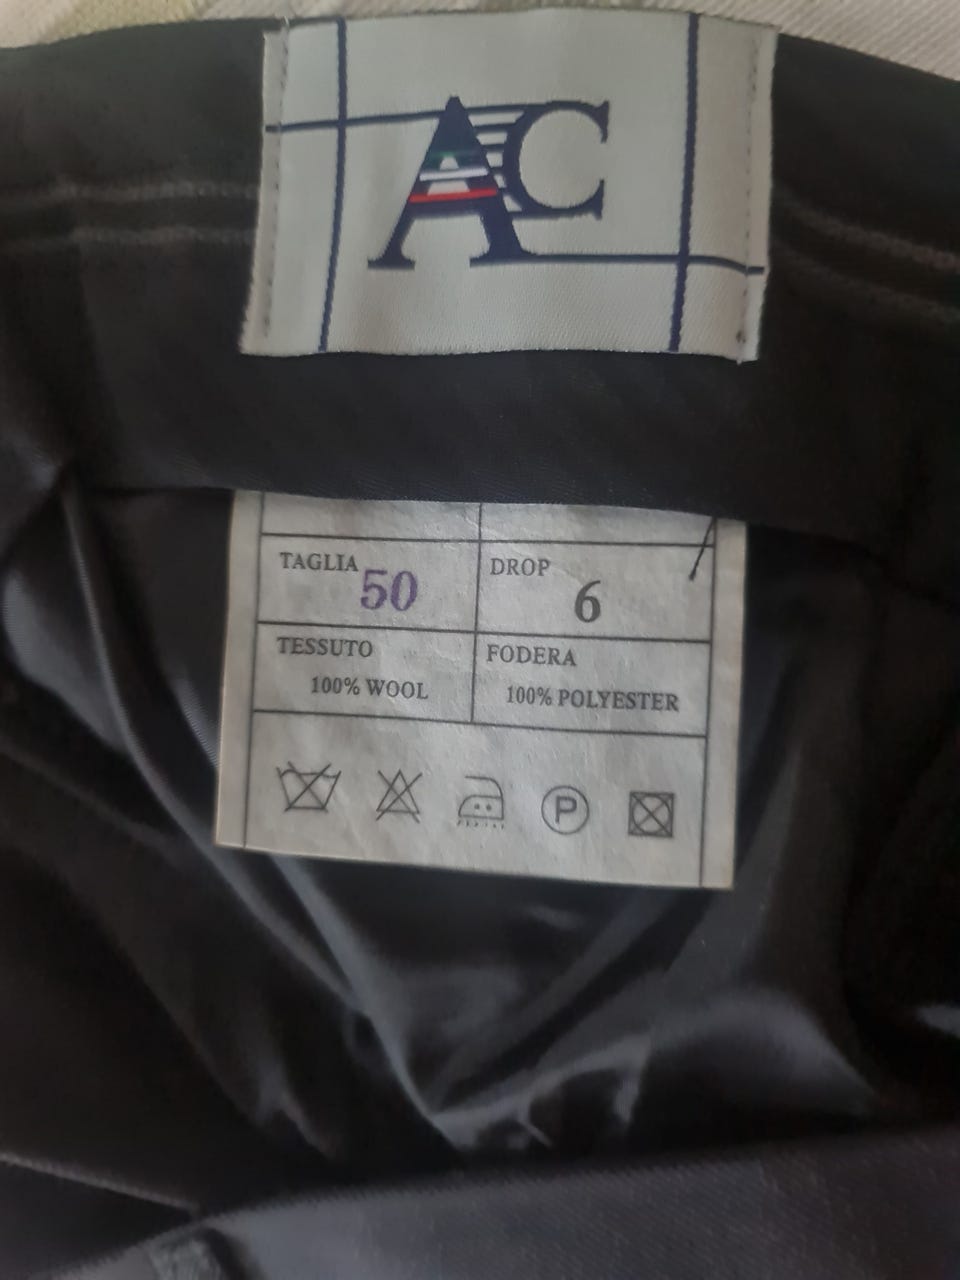 AC
TAGLIA 50
DROP 6
TESSUTO
100% WOOL
FODERA
100% POLYESTER
P